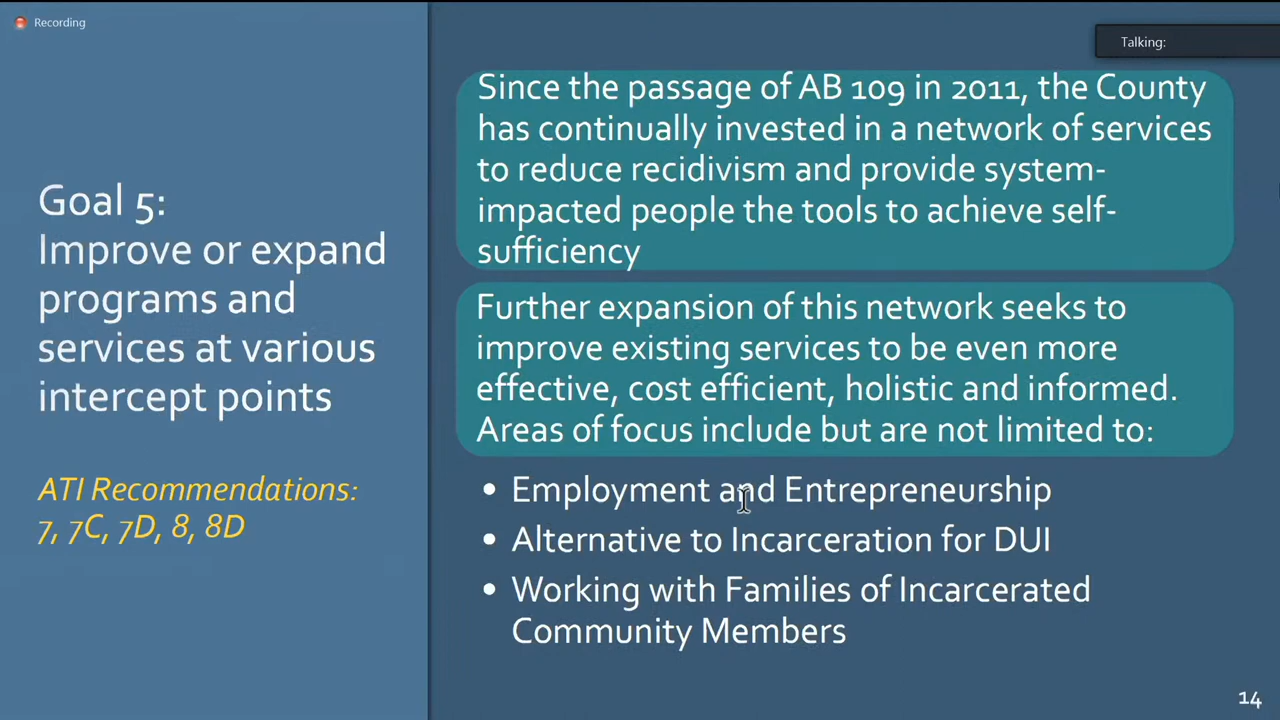 Recording
Talking:
Goal 5:
Improve or expand
programs and
services at various
intercept points
ATI Recommendations:
7, 7C, 7D, 8, 8D
Since the passage of AB 109 in 2011, the County
has continually invested in a network of services
to reduce recidivism and provide system-
impacted people the tools to achieve self-
sufficiency
Further expansion of this network seeks to
improve existing services to be even more
effective, cost efficient, holistic and informed.
Areas of focus include but are not limited to:
• Employment and Entrepreneurship
• Alternative to Incarceration for DUI
• Working with Families of Incarcerated
Community Members
14